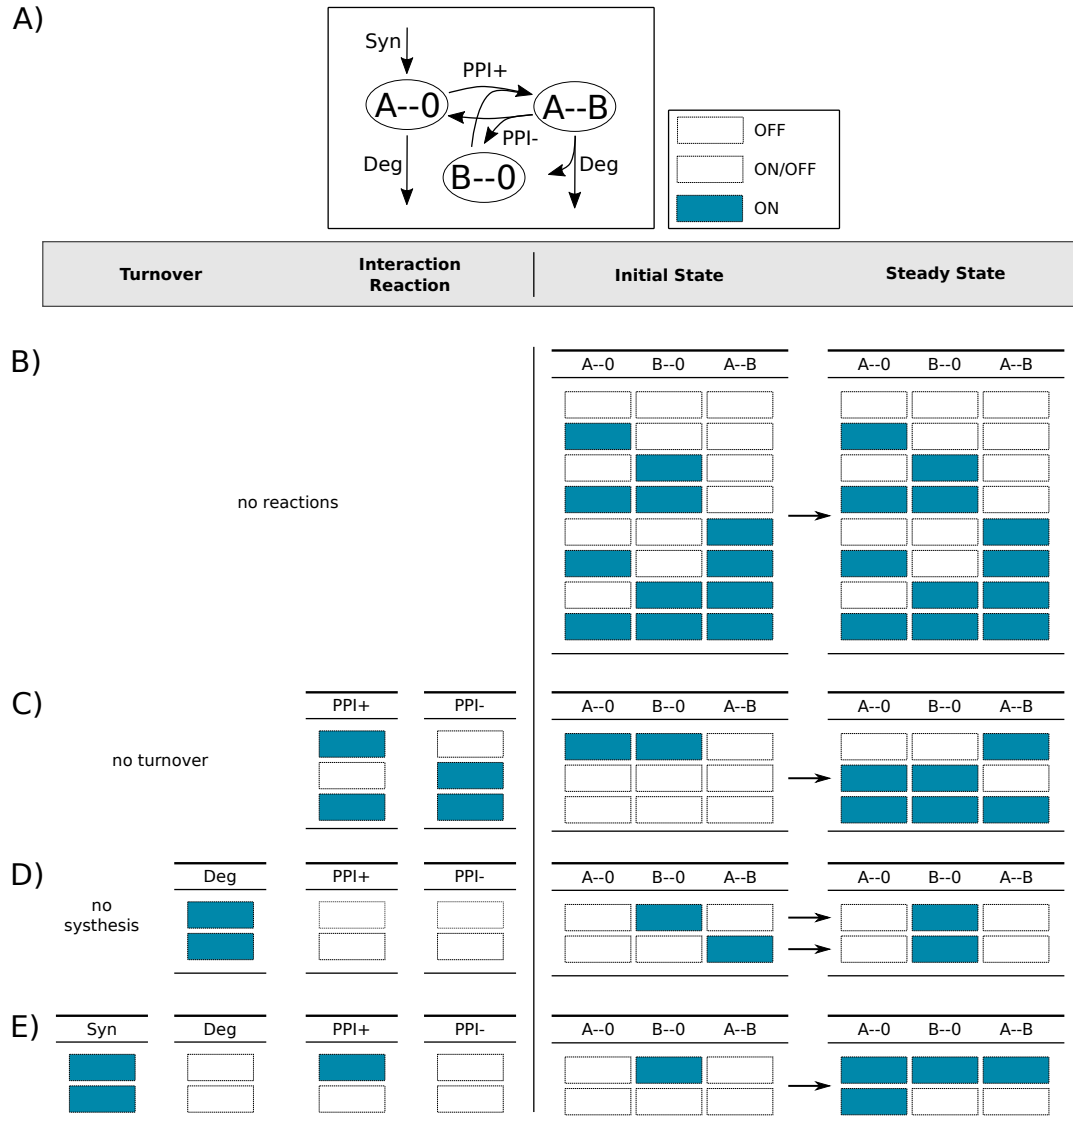 A)
Syn
PPI+
A--0
A--B
PPI-
Deg
B--0
Deg
OFF
ON/OFF
ON
Turnover
Interaction
Reaction
Initial State
Steady State
B)
A--0 B--0 A--B A--0 B--0 A--B
no reactions
C)
PPI+ PPI- A--0 B--0 A--B A--0 B--0 A--B
no turnover
D)
Deg PPI+ PPI- A--0 B--0 A--B A--0 B--0 A--B
no
systhesis
E)
Syn Deg PPI+ PPI- A--0 B--0 A--B A--0 B--0 A--B